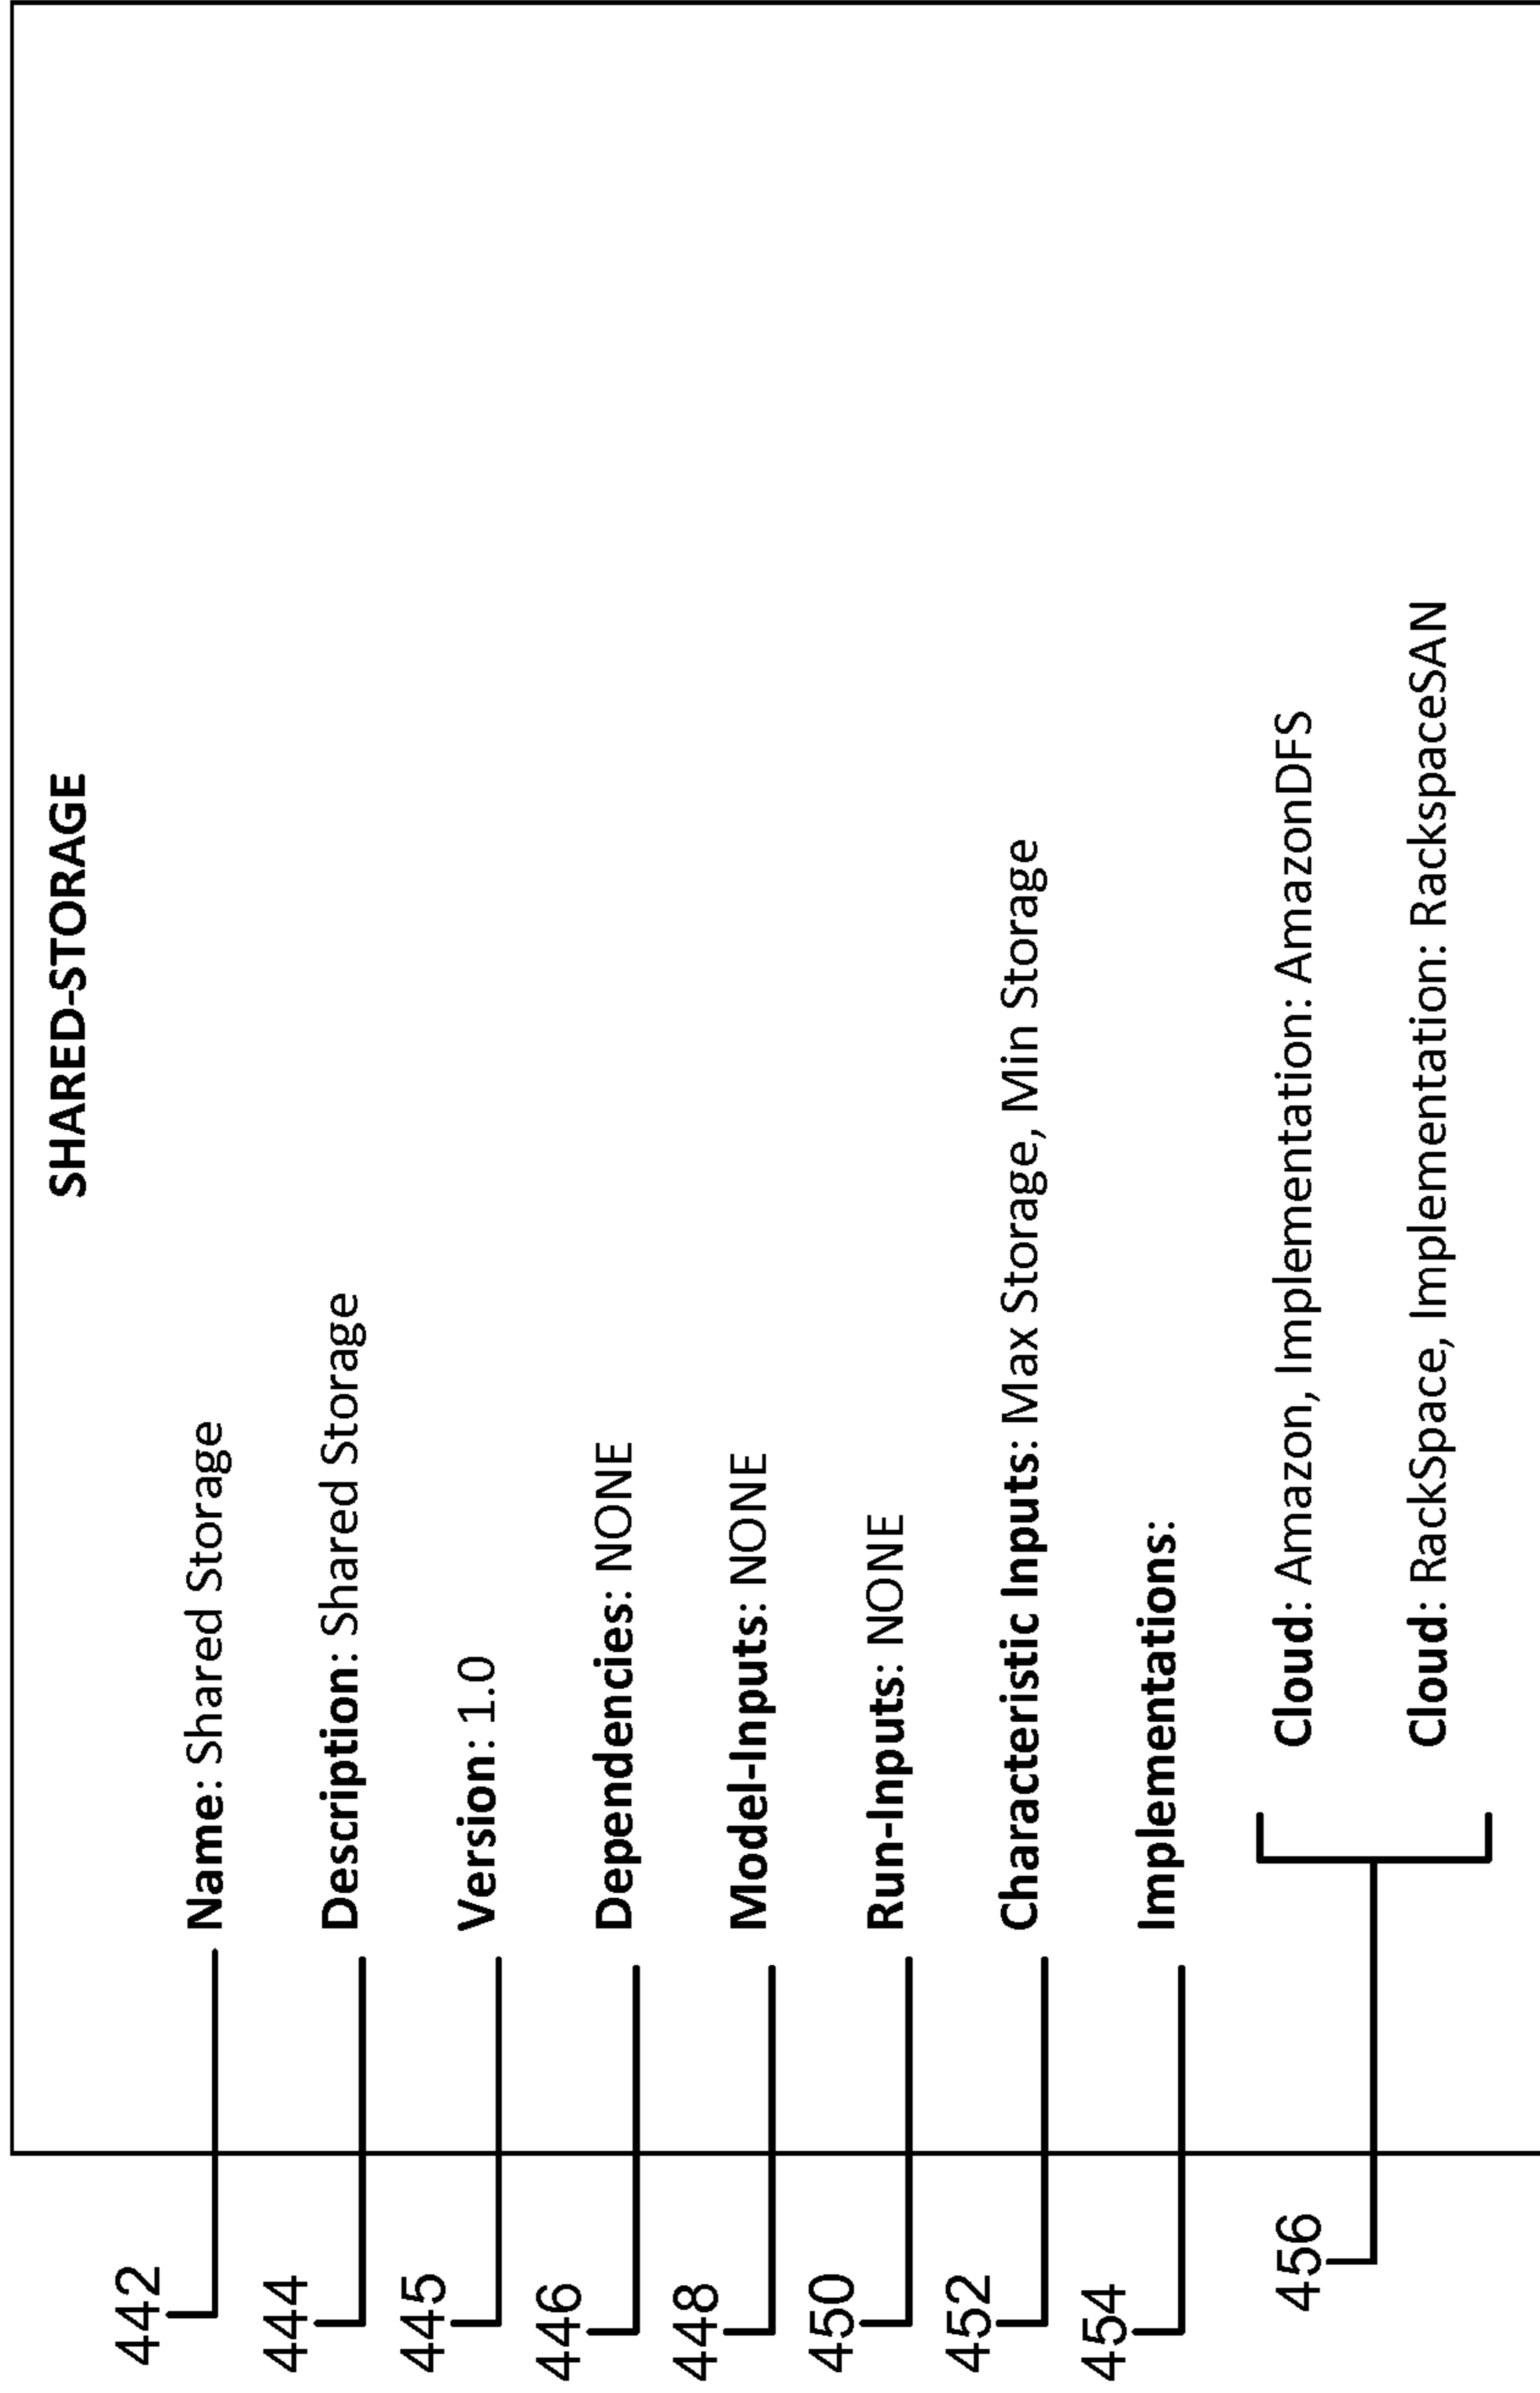 SHARED-STORAGE
442 Name: Shared Storage
444 Description: Shared Storage
445 Version: 1.0
446 Dependencies: NONE
448 Model-Inputs: NONE
450 Run-Inputs: NONE
452 Characteristic Inputs: Max Storage, Min Storage
454 Implementations:
456
Cloud: Amazon, Implementation: AmazonDFS
Cloud: RackSpace, Implementation: RackspaceSAN